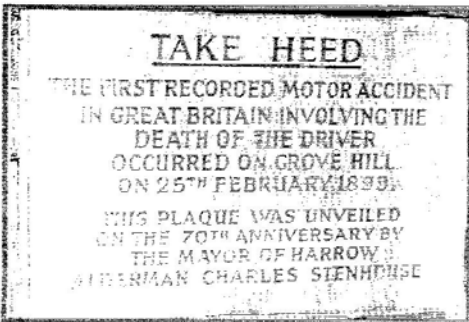 TAKE HEED
THE FIRST RECORDED MOTOR ACCIDENT
IN GREAT BRITAIN INVOLVING THE
DEATH OF THE DRIVER
OCCURRED ON GROVE HILL
ON 25TH FEBRUARY 1899.
THIS PLAQUE WAS UNVEILED
ON THE 70TH ANNIVERSARY BY
THE MAYOR OF HARROW
ALDERMAN CHARLES STENHOUSE